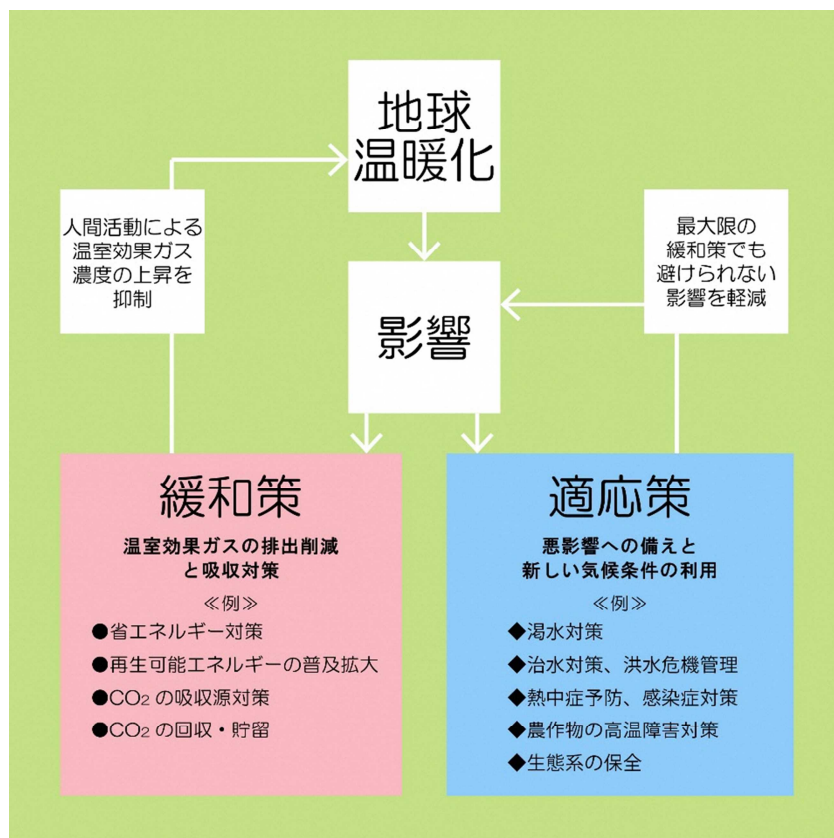 地球
温暖化
人間活動による
温室効果ガス
濃度の上昇を
抑制
最大限の
緩和策でも
避けられない
影響を軽減
影響
緩和策
温室効果ガスの排出削減
と吸収対策
≪例≫
●省エネルギー対策
●再生可能エネルギーの普及拡大
●CO₂の吸収源対策
●CO₂の回収・貯留
適応策
悪影響への備えと
新しい気候条件の利用
≪例≫
◆渇水対策
◆治水対策、洪水危機管理
◆熱中症予防、感染症対策
◆農作物の高温障害対策
◆生態系の保全